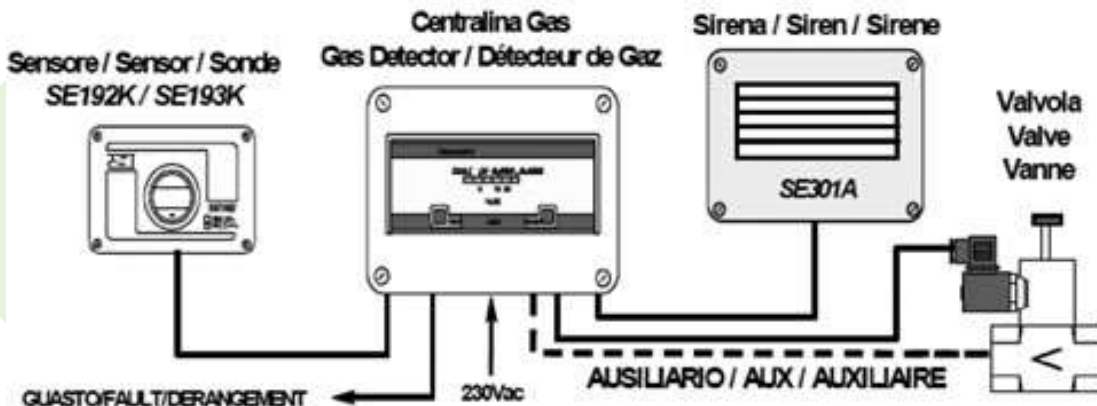 Sensore / Sensor / Sonde
SE192K / SE193K
Centralina Gas
Gas Detector / Détecteur de Gaz
Sirena / Siren / Sirene
SE301A
Valvola
Valve
Vanne
GUASTO/FAULT/DERANGEMENT
230Vac
AUSILIARIO / AUX / AUXILIAIRE
<